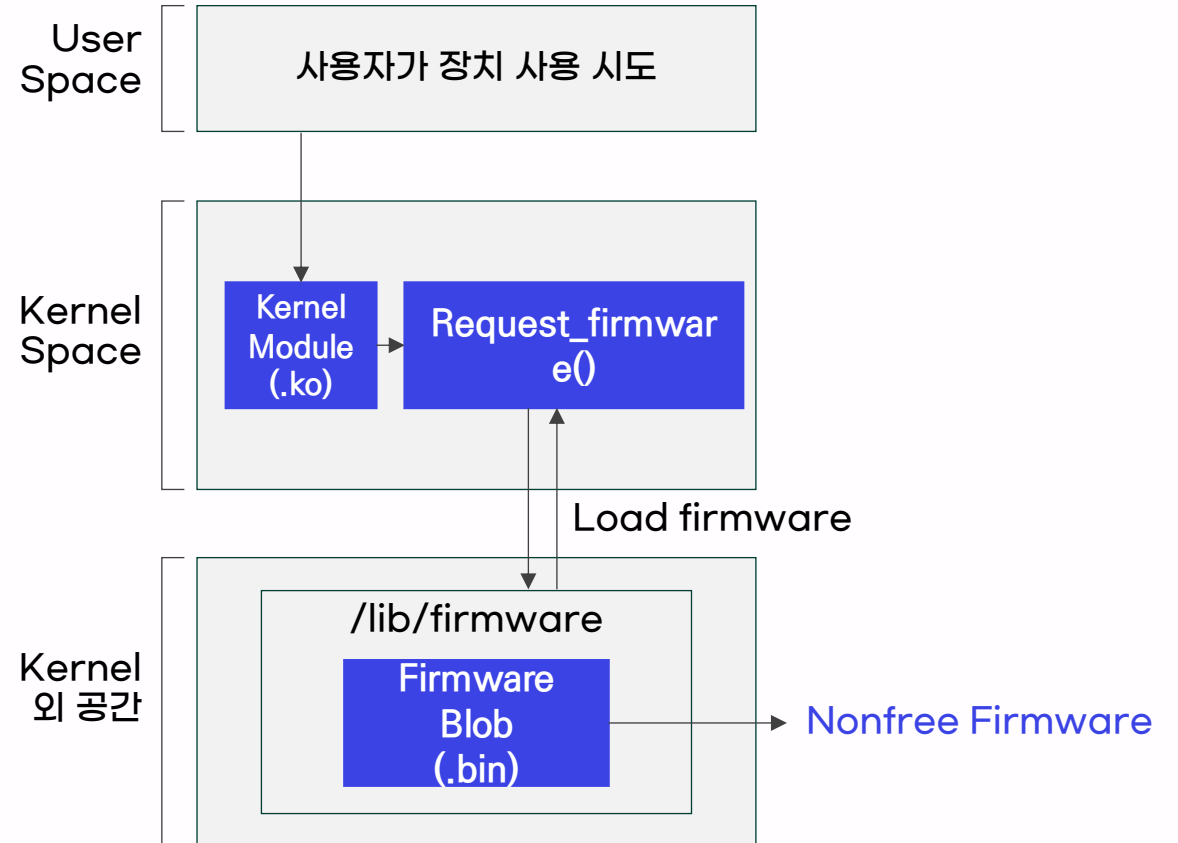 User
Space
사용자가 장치 사용 시도
Kernel
Space
Kernel
Module
(.ko)
Request_firmwar
e()
Load firmware
Kernel
외 공간
/lib/firmware
Firmware
Blob
(.bin)
Nonfree Firmware